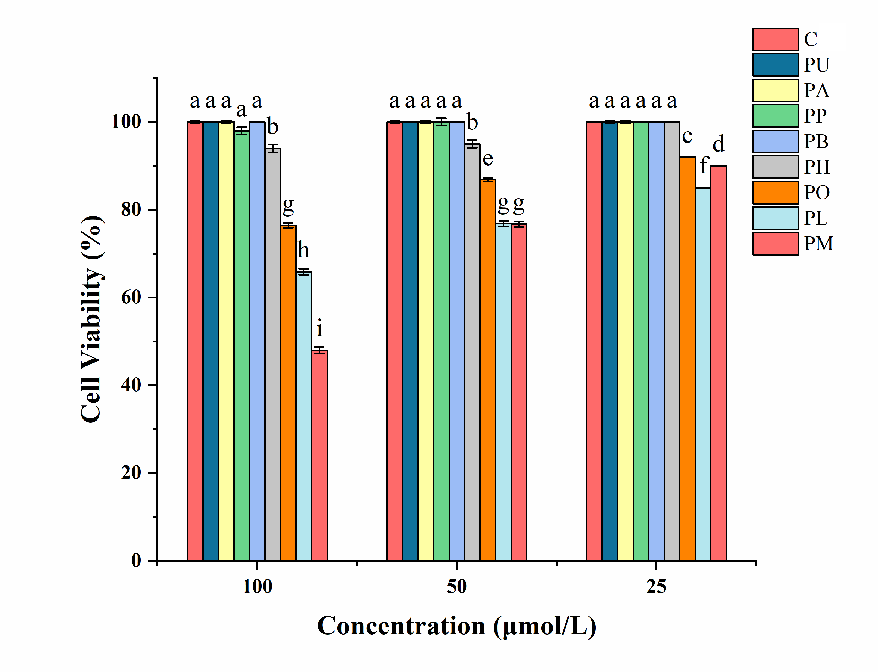 C
PU
PA
PP
PB
PH
PO
PL
PM
a a a a a b g h i
a a a a a b e g g
a a a a a a c f d
100
80
60
40
20
0
Cell Viability (%)
100 50 25
Concentration (μmol/L)